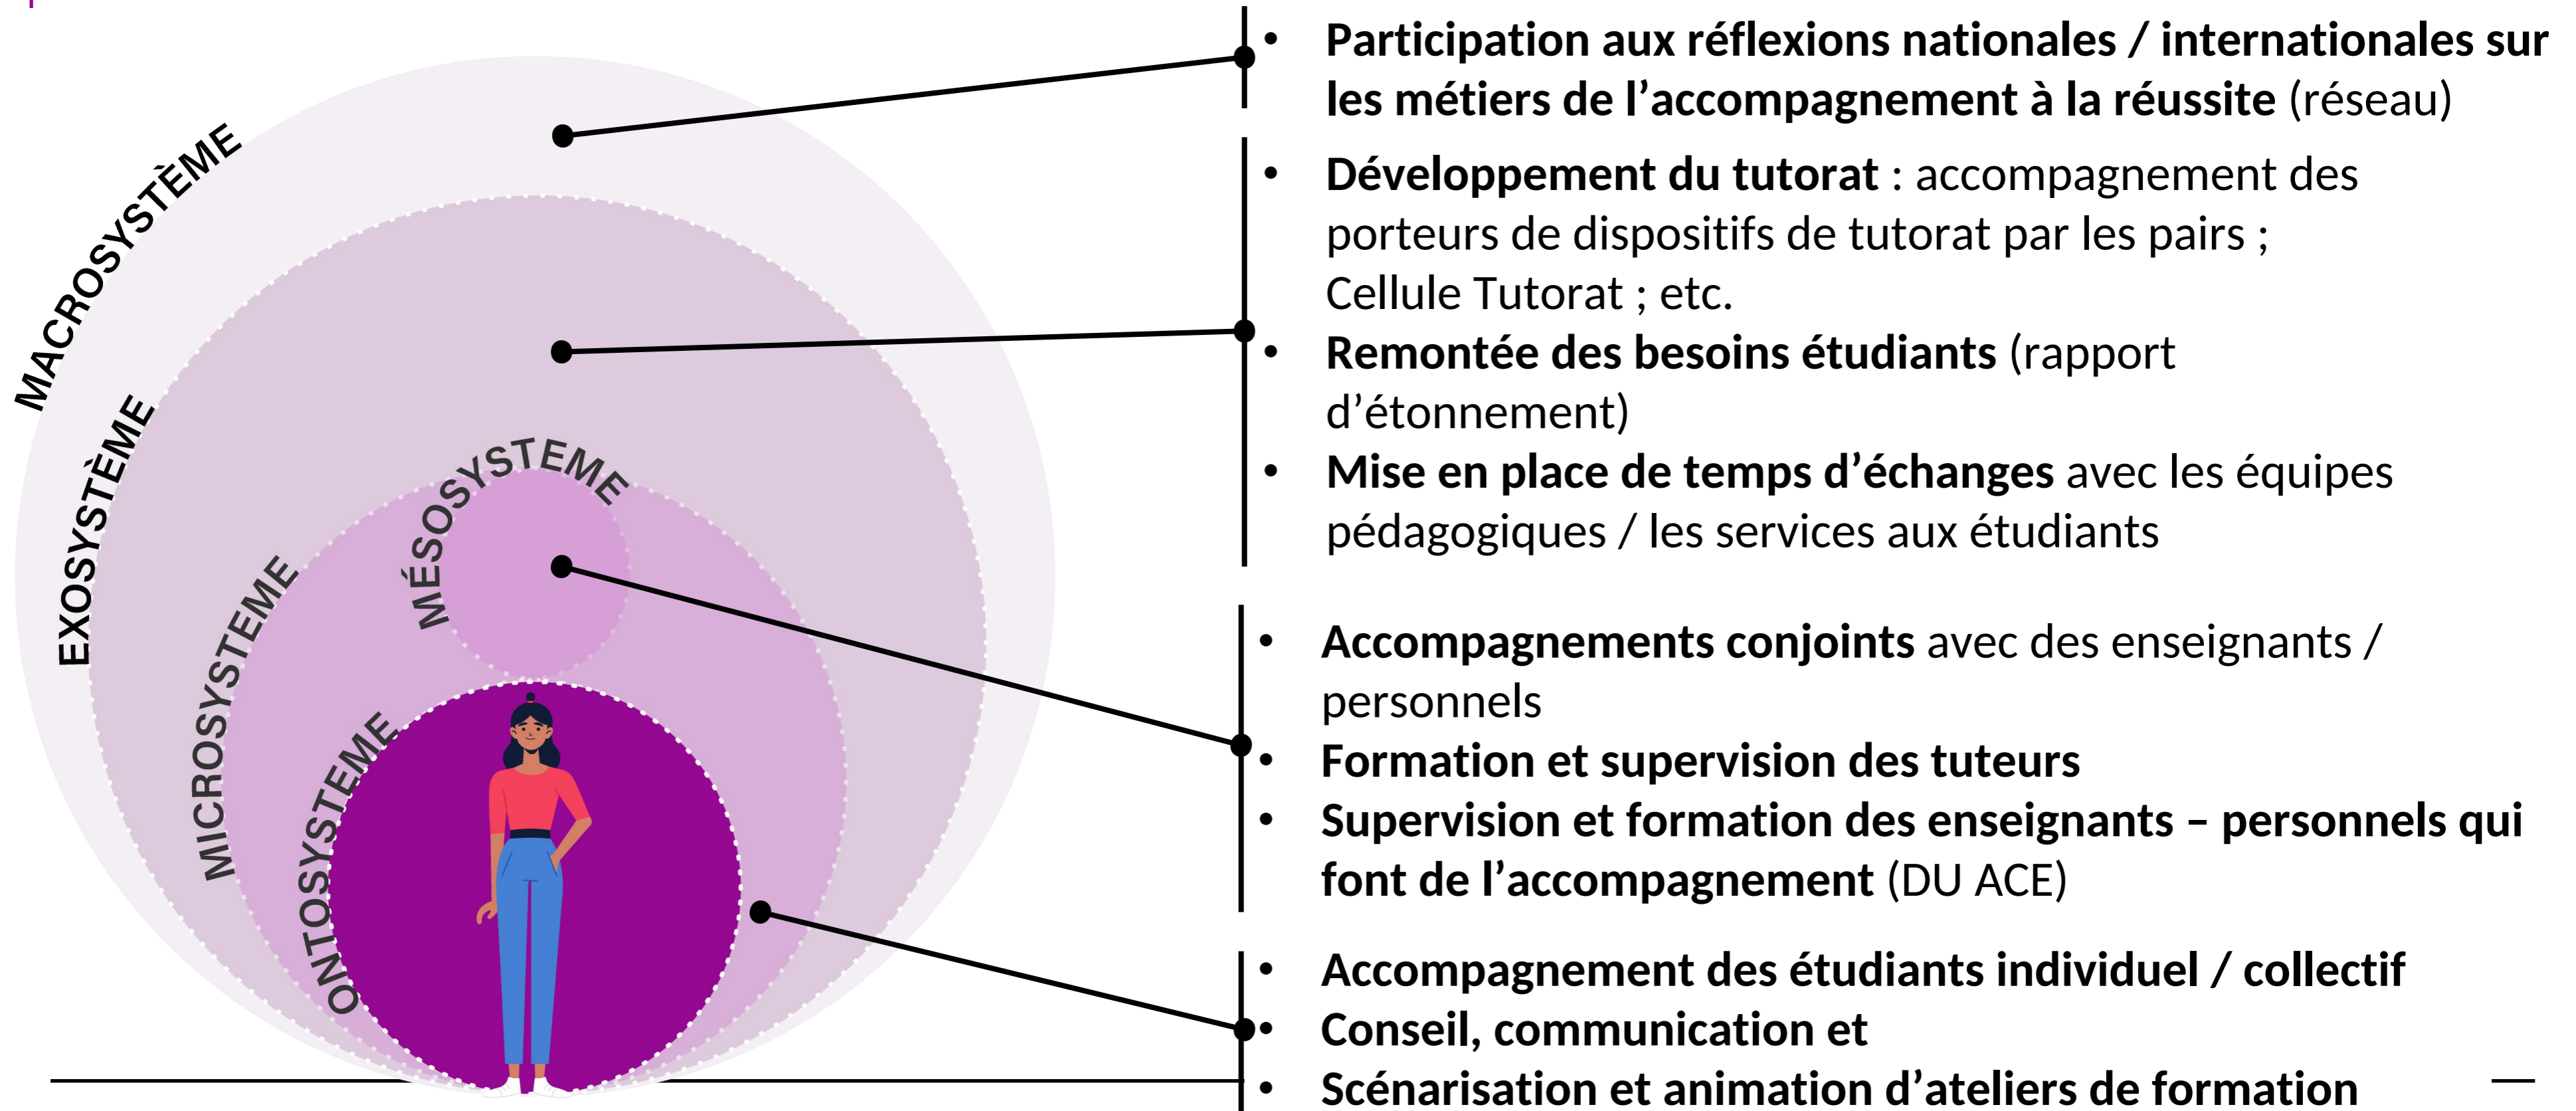 MACROSYSTÈME
EXOSYSTÈME
MÉSOSYSTEME
MICROSYSTEME
ONTOSYSTEME
• Participation aux réflexions nationales / internationales sur
les métiers de l’accompagnement à la réussite (réseau)
• Développement du tutorat : accompagnement des
porteurs de dispositifs de tutorat par les pairs ;
Cellule Tutorat ; etc.
• Remontée des besoins étudiants (rapport
d’étonnement)
• Mise en place de temps d’échanges avec les équipes
pédagogiques / les services aux étudiants
• Accompagnements conjoints avec des enseignants /
personnels
• Formation et supervision des tuteurs
• Supervision et formation des enseignants – personnels qui
font de l’accompagnement (DU ACE)
• Accompagnement des étudiants individuel / collectif
• Conseil, communication et
• Scénarisation et animation d’ateliers de formation